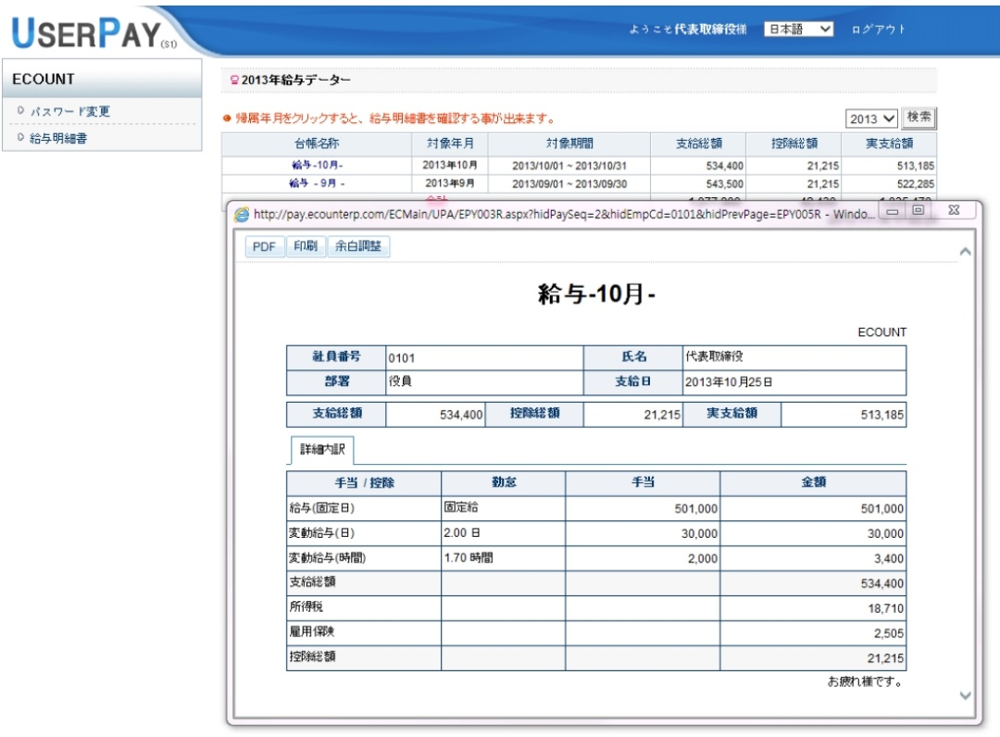 USERPAY(S1)
ようこそ代表取締役様 日本語 ログアウト
ECOUNT
パスワード変更
給与明細書
2013年給与データー
帰属年月をクリックすると、給与明細書を確認する事が出来ます。
2013 検索
台帳名称 対象年月 対象期間 支給総額 控除総額 実支給額
給与-10月- 2013年10月 2013/10/01 ~ 2013/10/31 534,400 21,215 513,185
給与 - 9月 - 2013年9月 2013/09/01 ~ 2013/09/30 543,500 21,215 522,285
http://pay.ecounterp.com/ECMain/UPA/EPY003R.aspx?hidPaySeq=2&hidEmpCd=0101&hidPrevPage=EPY005R - Windo...
PDF 印刷 余白調整
給与-10月-
ECOUNT
社員番号 0101 氏名 代表取締役
部署 役員 支給日 2013年10月25日
支給総額 534,400 控除総額 21,215 実支給額 513,185
詳細内訳
手当 / 控除 勤怠 手当 金額
給与(固定日) 固定給 501,000 501,000
変動給与(日) 2.00 日 30,000 30,000
変動給与(時間) 1.70 時間 2,000 3,400
支給総額 534,400
所得税 18,710
雇用保険 2,505
控除総額 21,215
お疲れ様です。